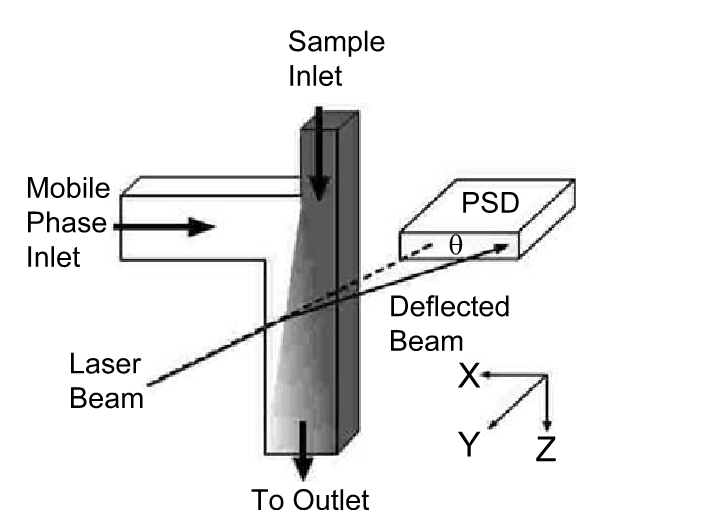 Sample
Inlet
Mobile
Phase
Inlet
PSD
θ
Deflected
Beam
Laser
Beam
X
Y
Z
To Outlet